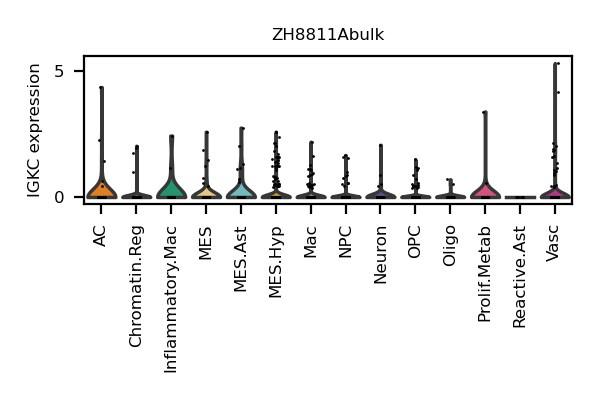 ZH8811Abulk
IGKC expression
5
0
AC
Chromatin.Reg
Inflammatory.Mac
MES
MES.Ast
MES.Hyp
Mac
NPC
Neuron
OPC
Oligo
Prolif.Metab
Reactive.Ast
Vasc